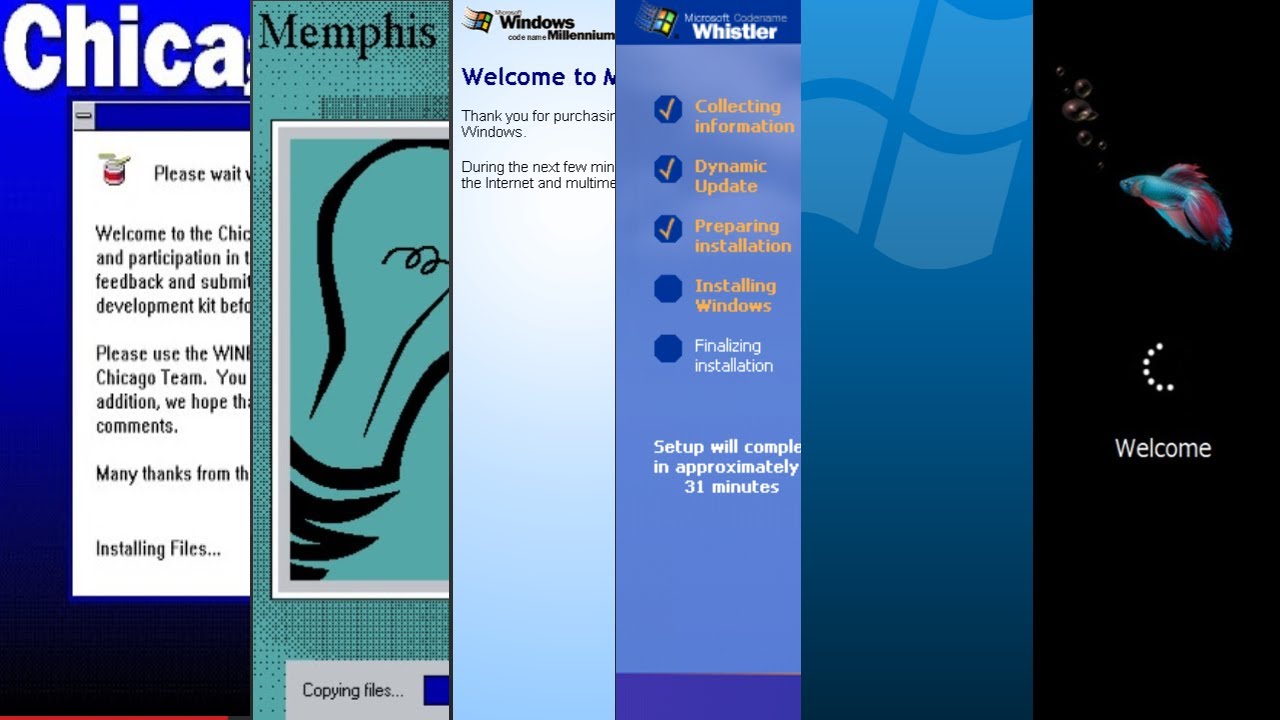 Chica
Please wait
Welcome to the Chic
and participation in t
feedback and submit
development kit befo
Please use the WIN
Chicago Team. You
addition, we hope tha
comments.
Many thanks from th
Installing Files...
Memphis
Copying files...
Microsoft
Windows
code name Millennium
Welcome to M
Thank you for purchasin
Windows.
During the next few min
the Internet and multime
Microsoft Codename
Whistler
Collecting
information
Dynamic
Update
Preparing
installation
Installing
Windows
Finalizing
installation
Setup will comple
in approximately
31 minutes
Welcome